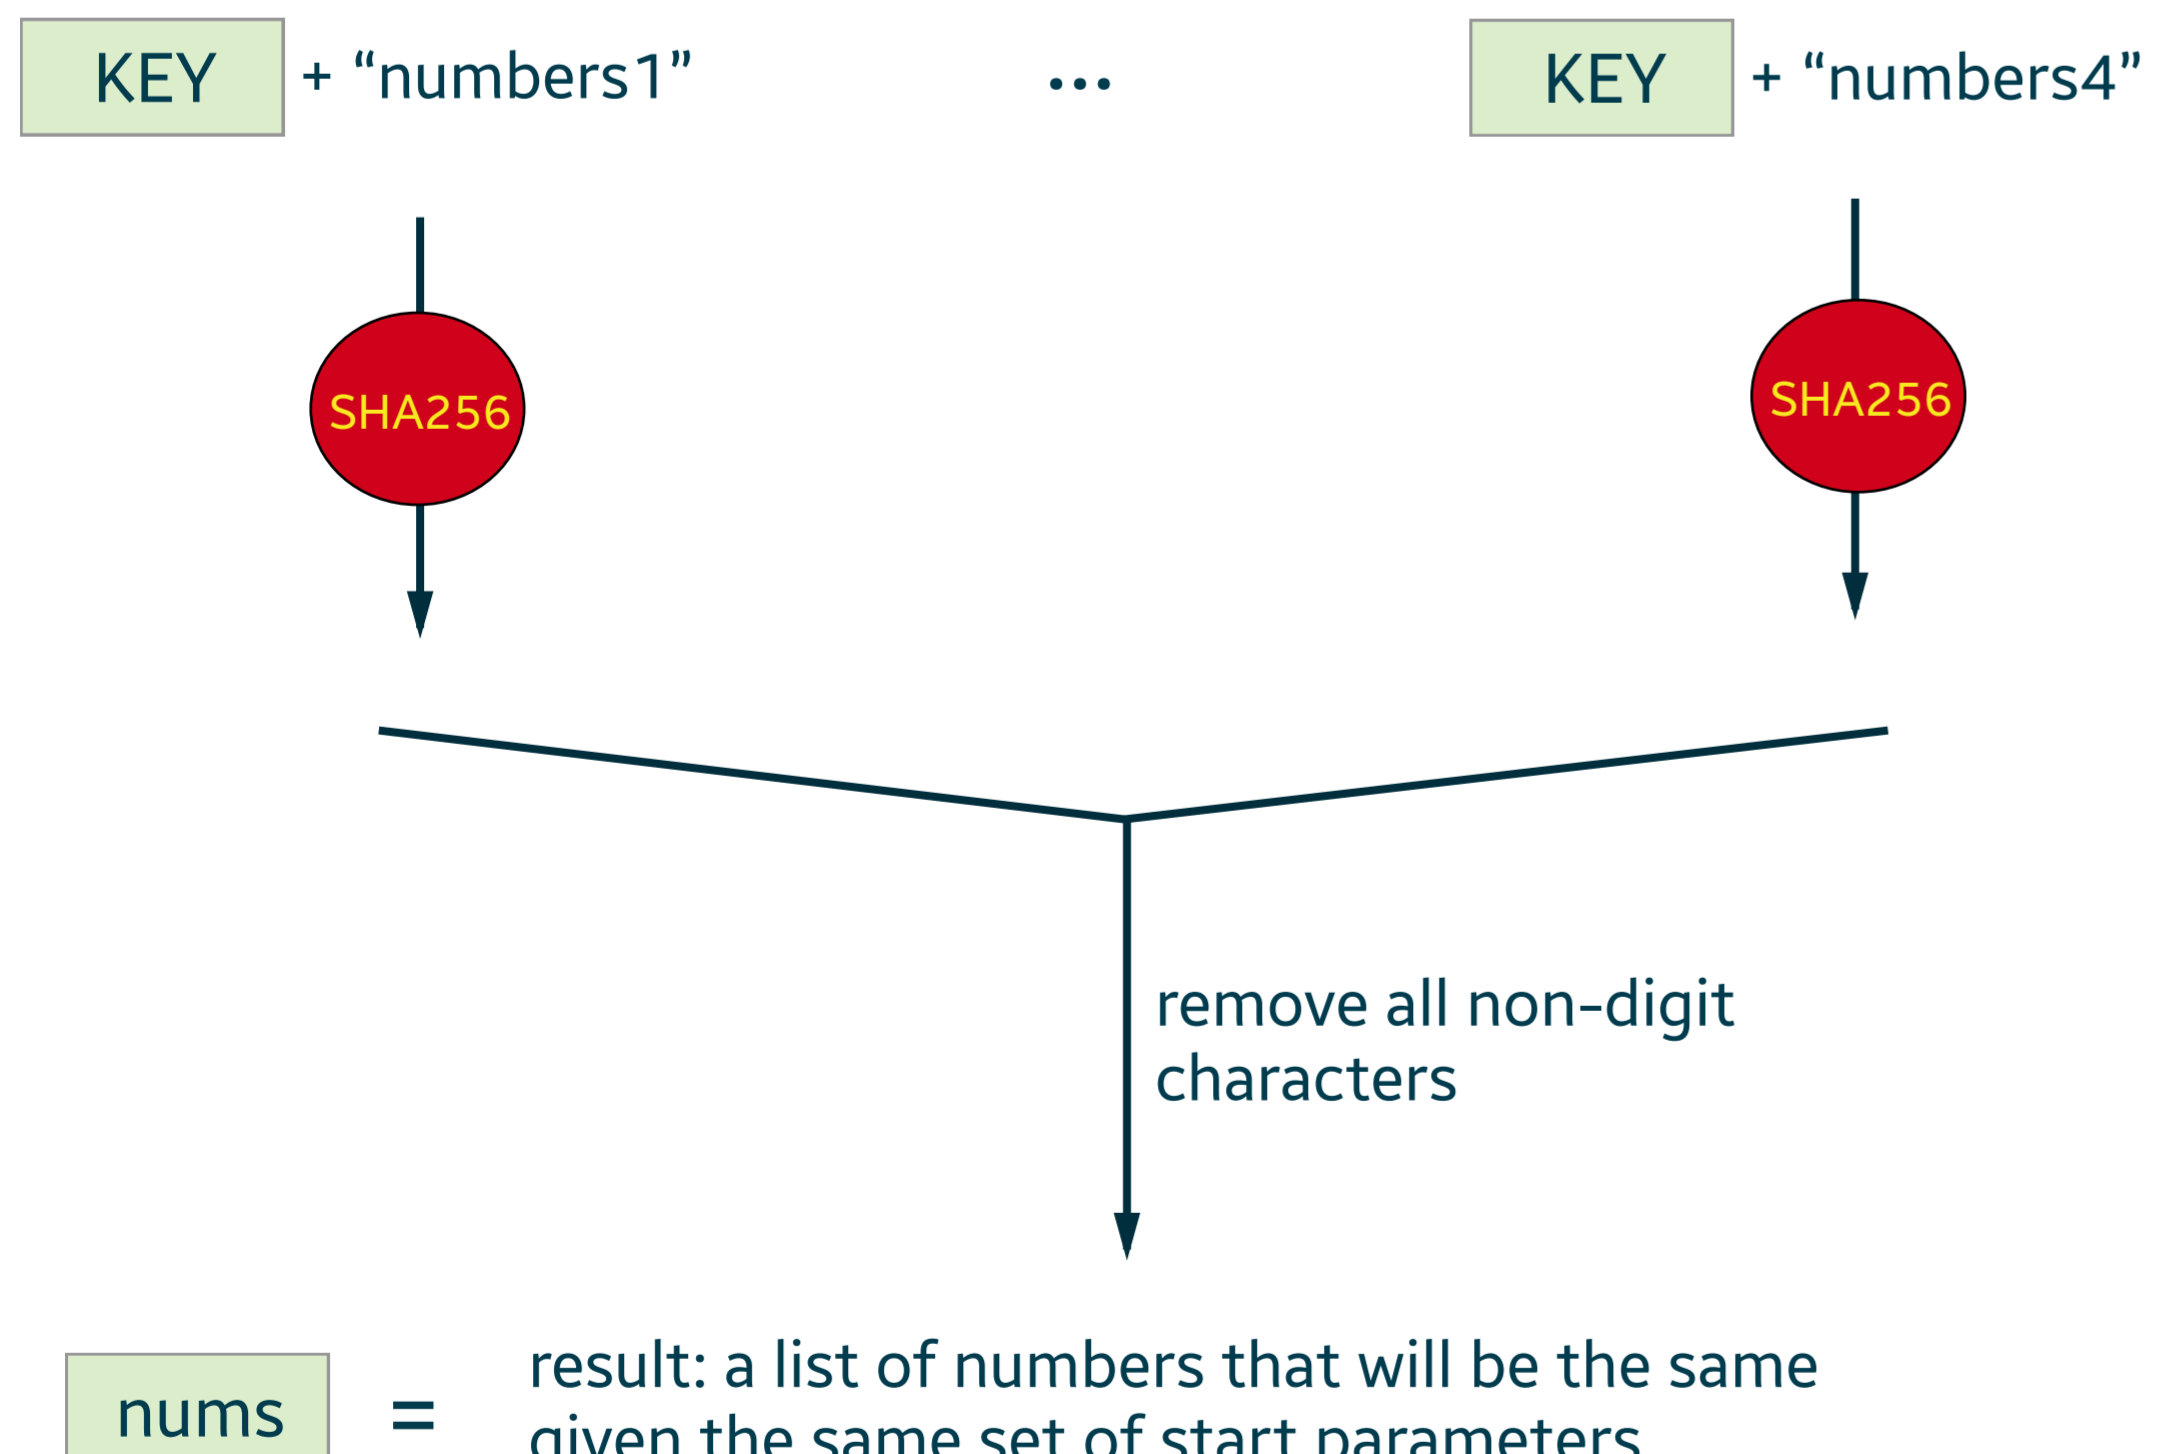 KEY + “numbers1” ... KEY + “numbers4”
SHA256 SHA256
remove all non-digit
characters
result: a list of numbers that will be the same
nums = given the same set of start parameters